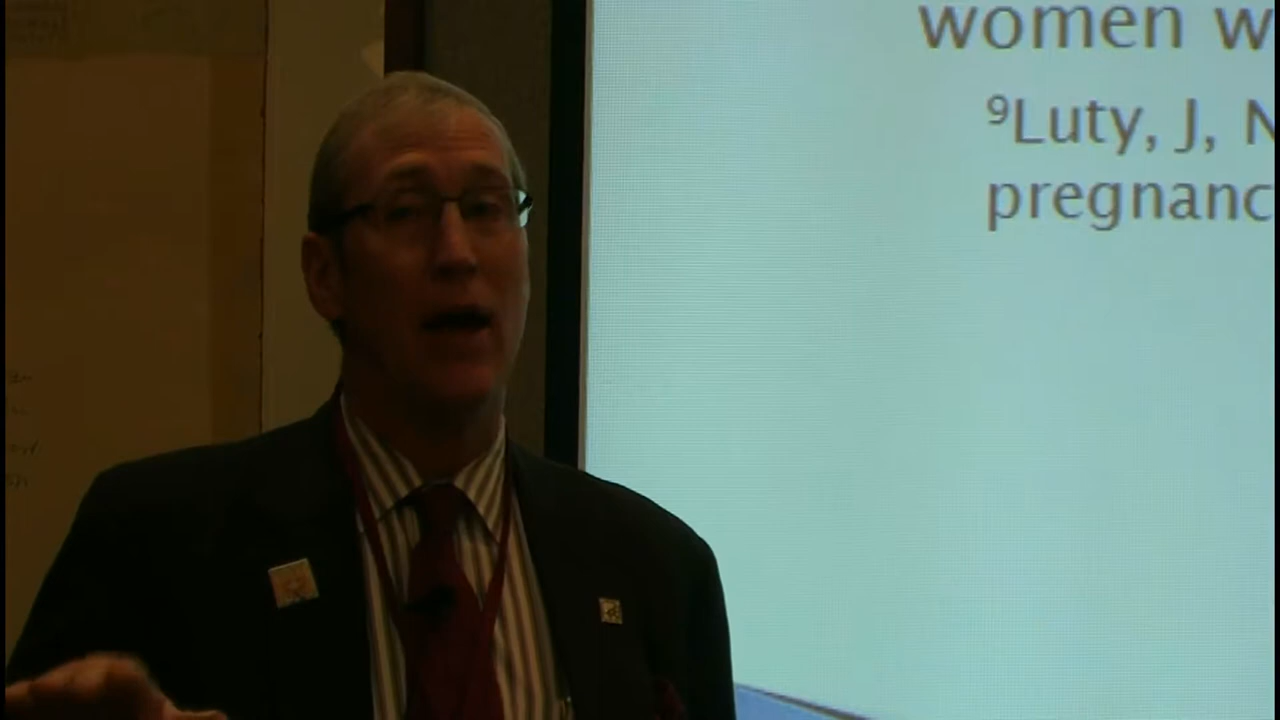 women w
⁹Luty, J, N
pregnanc